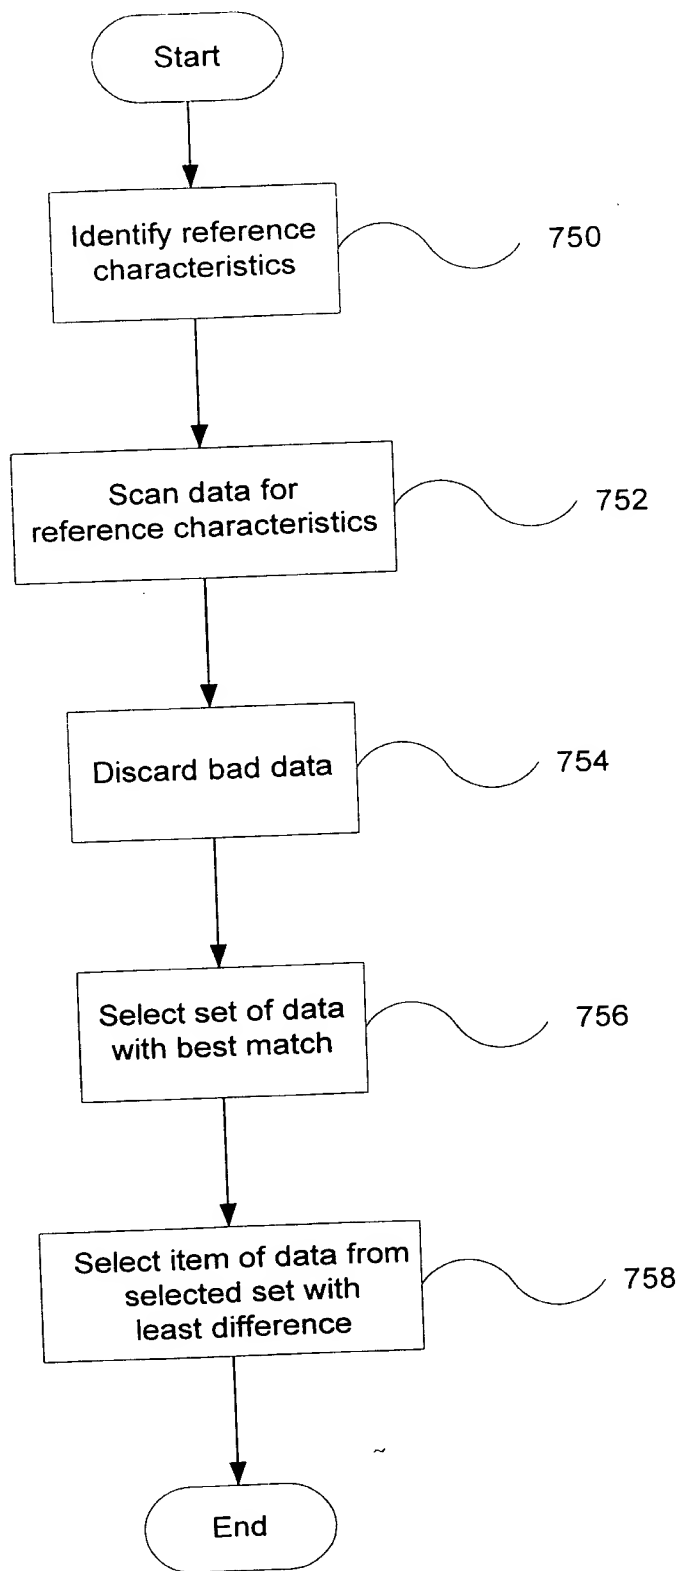 Start
Identify reference
characteristics
750
Scan data for
reference characteristics
752
Discard bad data
754
Select set of data
with best match
756
Select item of data from
selected set with
least difference
758
End